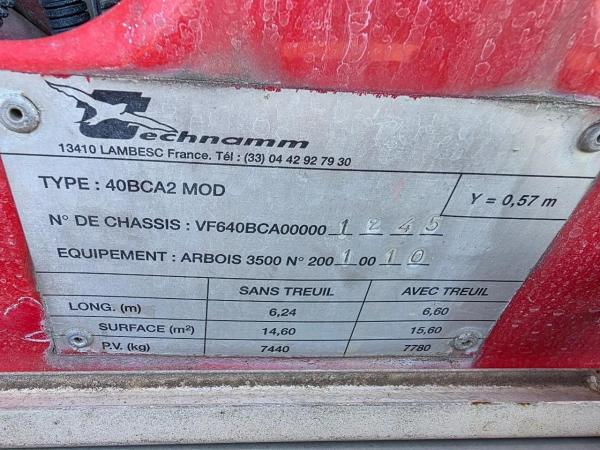 Technamm
13410 LAMBESC France. Tél : (33) 04 42 92 79 30
TYPE : 40BCA2 MOD
Y = 0,57 m
N° DE CHASSIS : VF640BCA00000 1 2 4 5
EQUIPEMENT : ARBOIS 3500 N° 200 1 00 1 0
SANS TREUIL AVEC TREUIL
LONG. (m) 6,24 6,60
SURFACE (m²) 14,60 15,60
P.V. (kg) 7440 7780